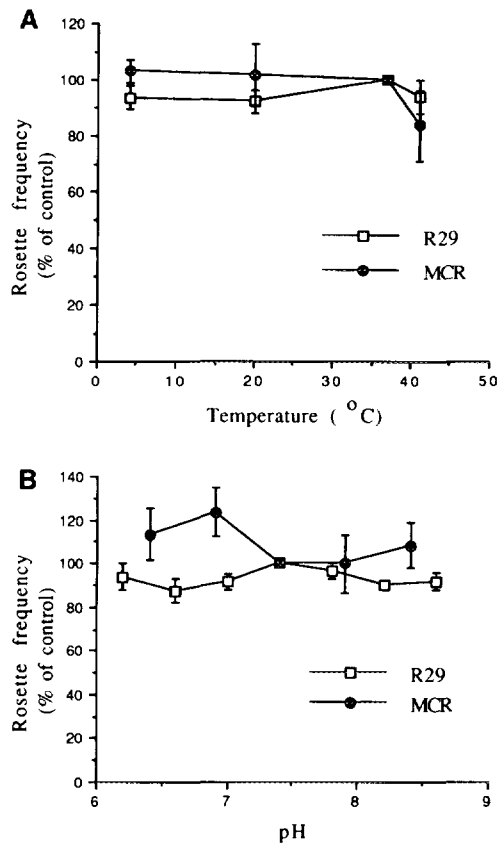 A
120
100
80
60
40
20
0
Rosette frequency
(% of control)
R29
MCR
0 10 20 30 40 50
Temperature ( °C)
B
140
120
100
80
60
40
20
0
Rosette frequency
(% of control)
R29
MCR
6 7 8 9
pH